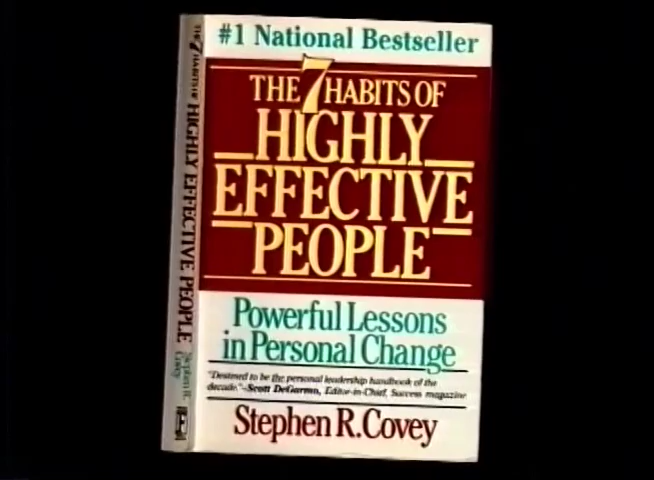 #1 National Bestseller
THE 7 HABITS OF
HIGHLY
EFFECTIVE
PEOPLE
Powerful Lessons
in Personal Change
"Destined to be the personal leadership handbook of the
decade."–Scott DeGarmo, Editor-in-Chief, Success magazine
Stephen R. Covey
THE 7 HABITS OF HIGHLY EFFECTIVE PEOPLE
Stephen R.
Covey